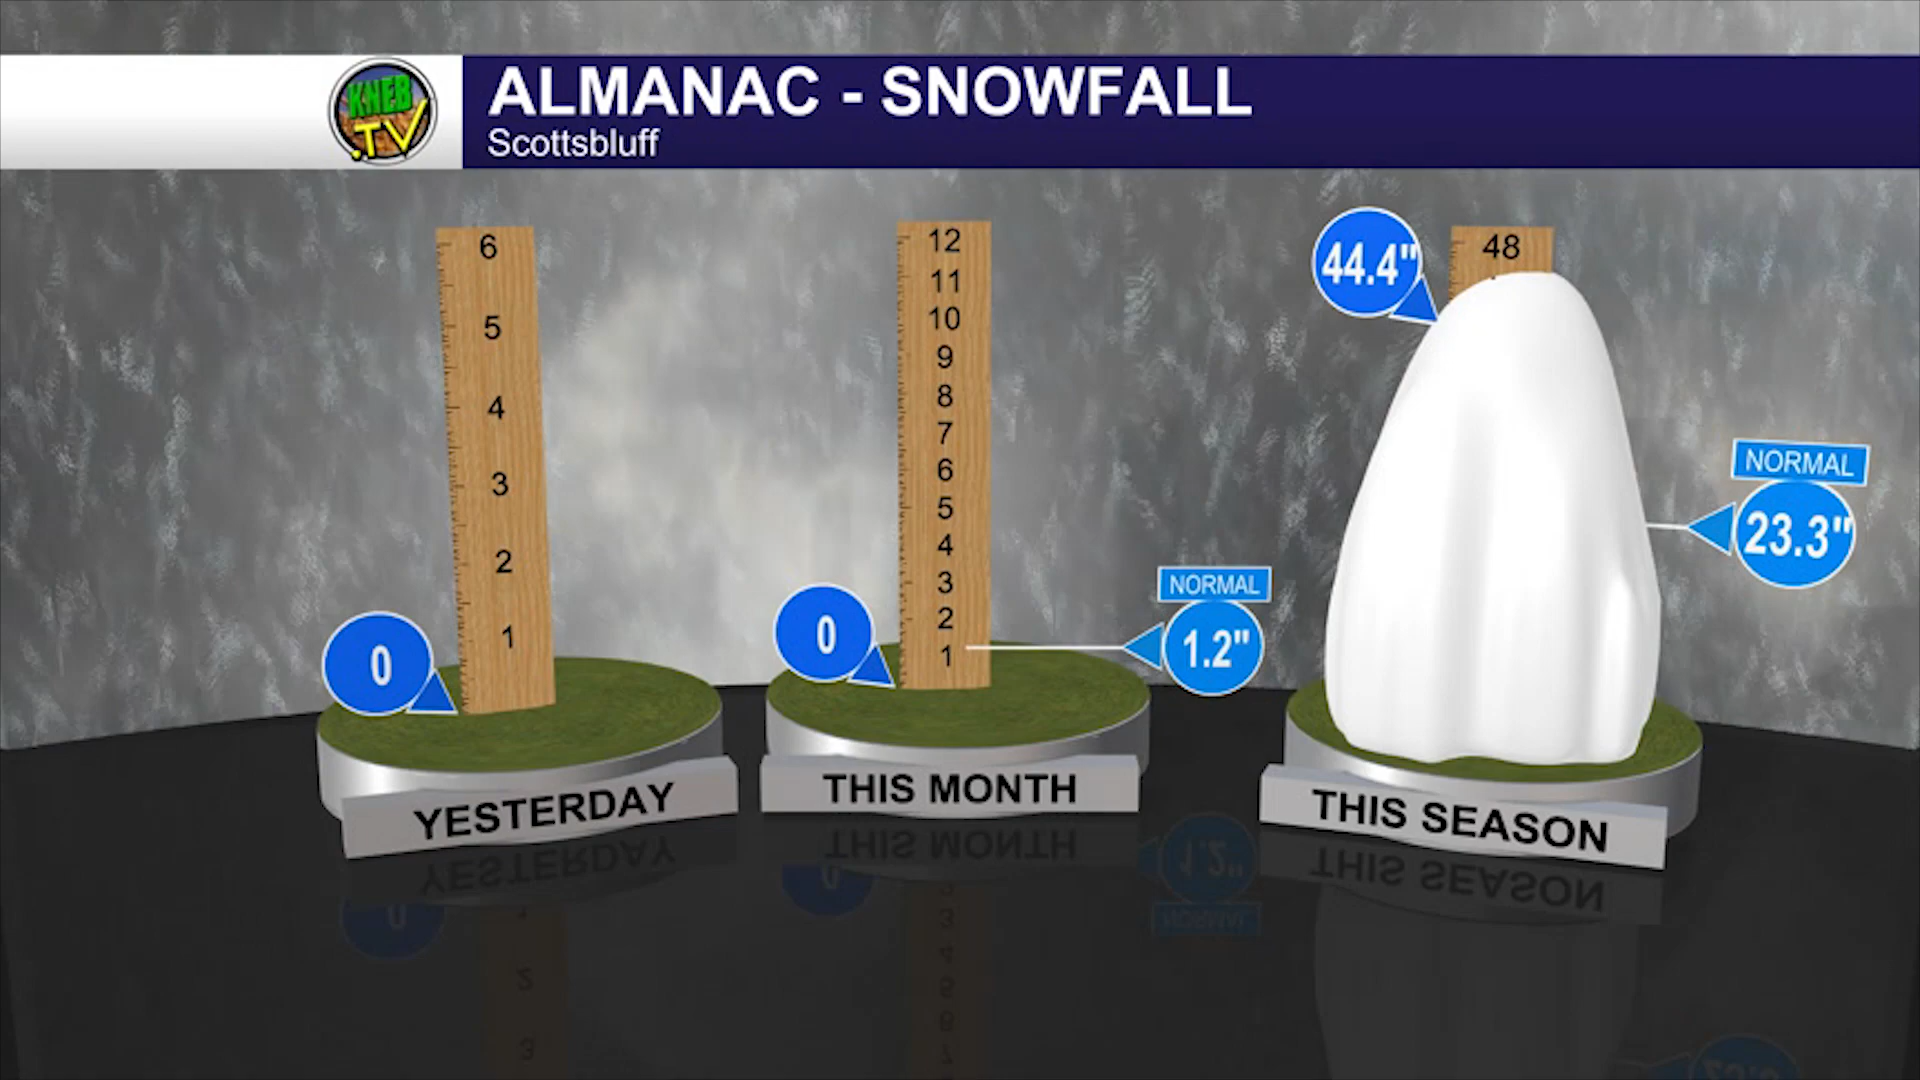 KNEB
.TV
ALMANAC - SNOWFALL
Scottsbluff
6
5
4
3
2
1
0
YESTERDAY
12
11
10
9
8
7
6
5
4
3
2
1
0
NORMAL
1.2"
THIS MONTH
48
44.4"
NORMAL
23.3"
THIS SEASON